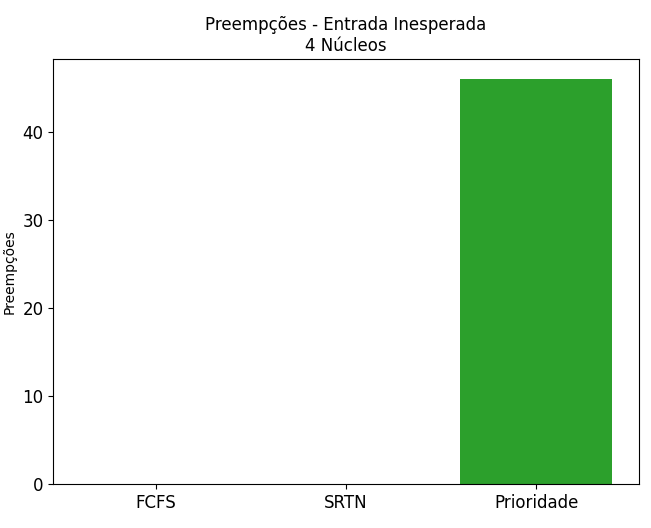 Preempções - Entrada Inesperada
4 Núcleos
Preempções
40
30
20
10
0
FCFS
SRTN
Prioridade